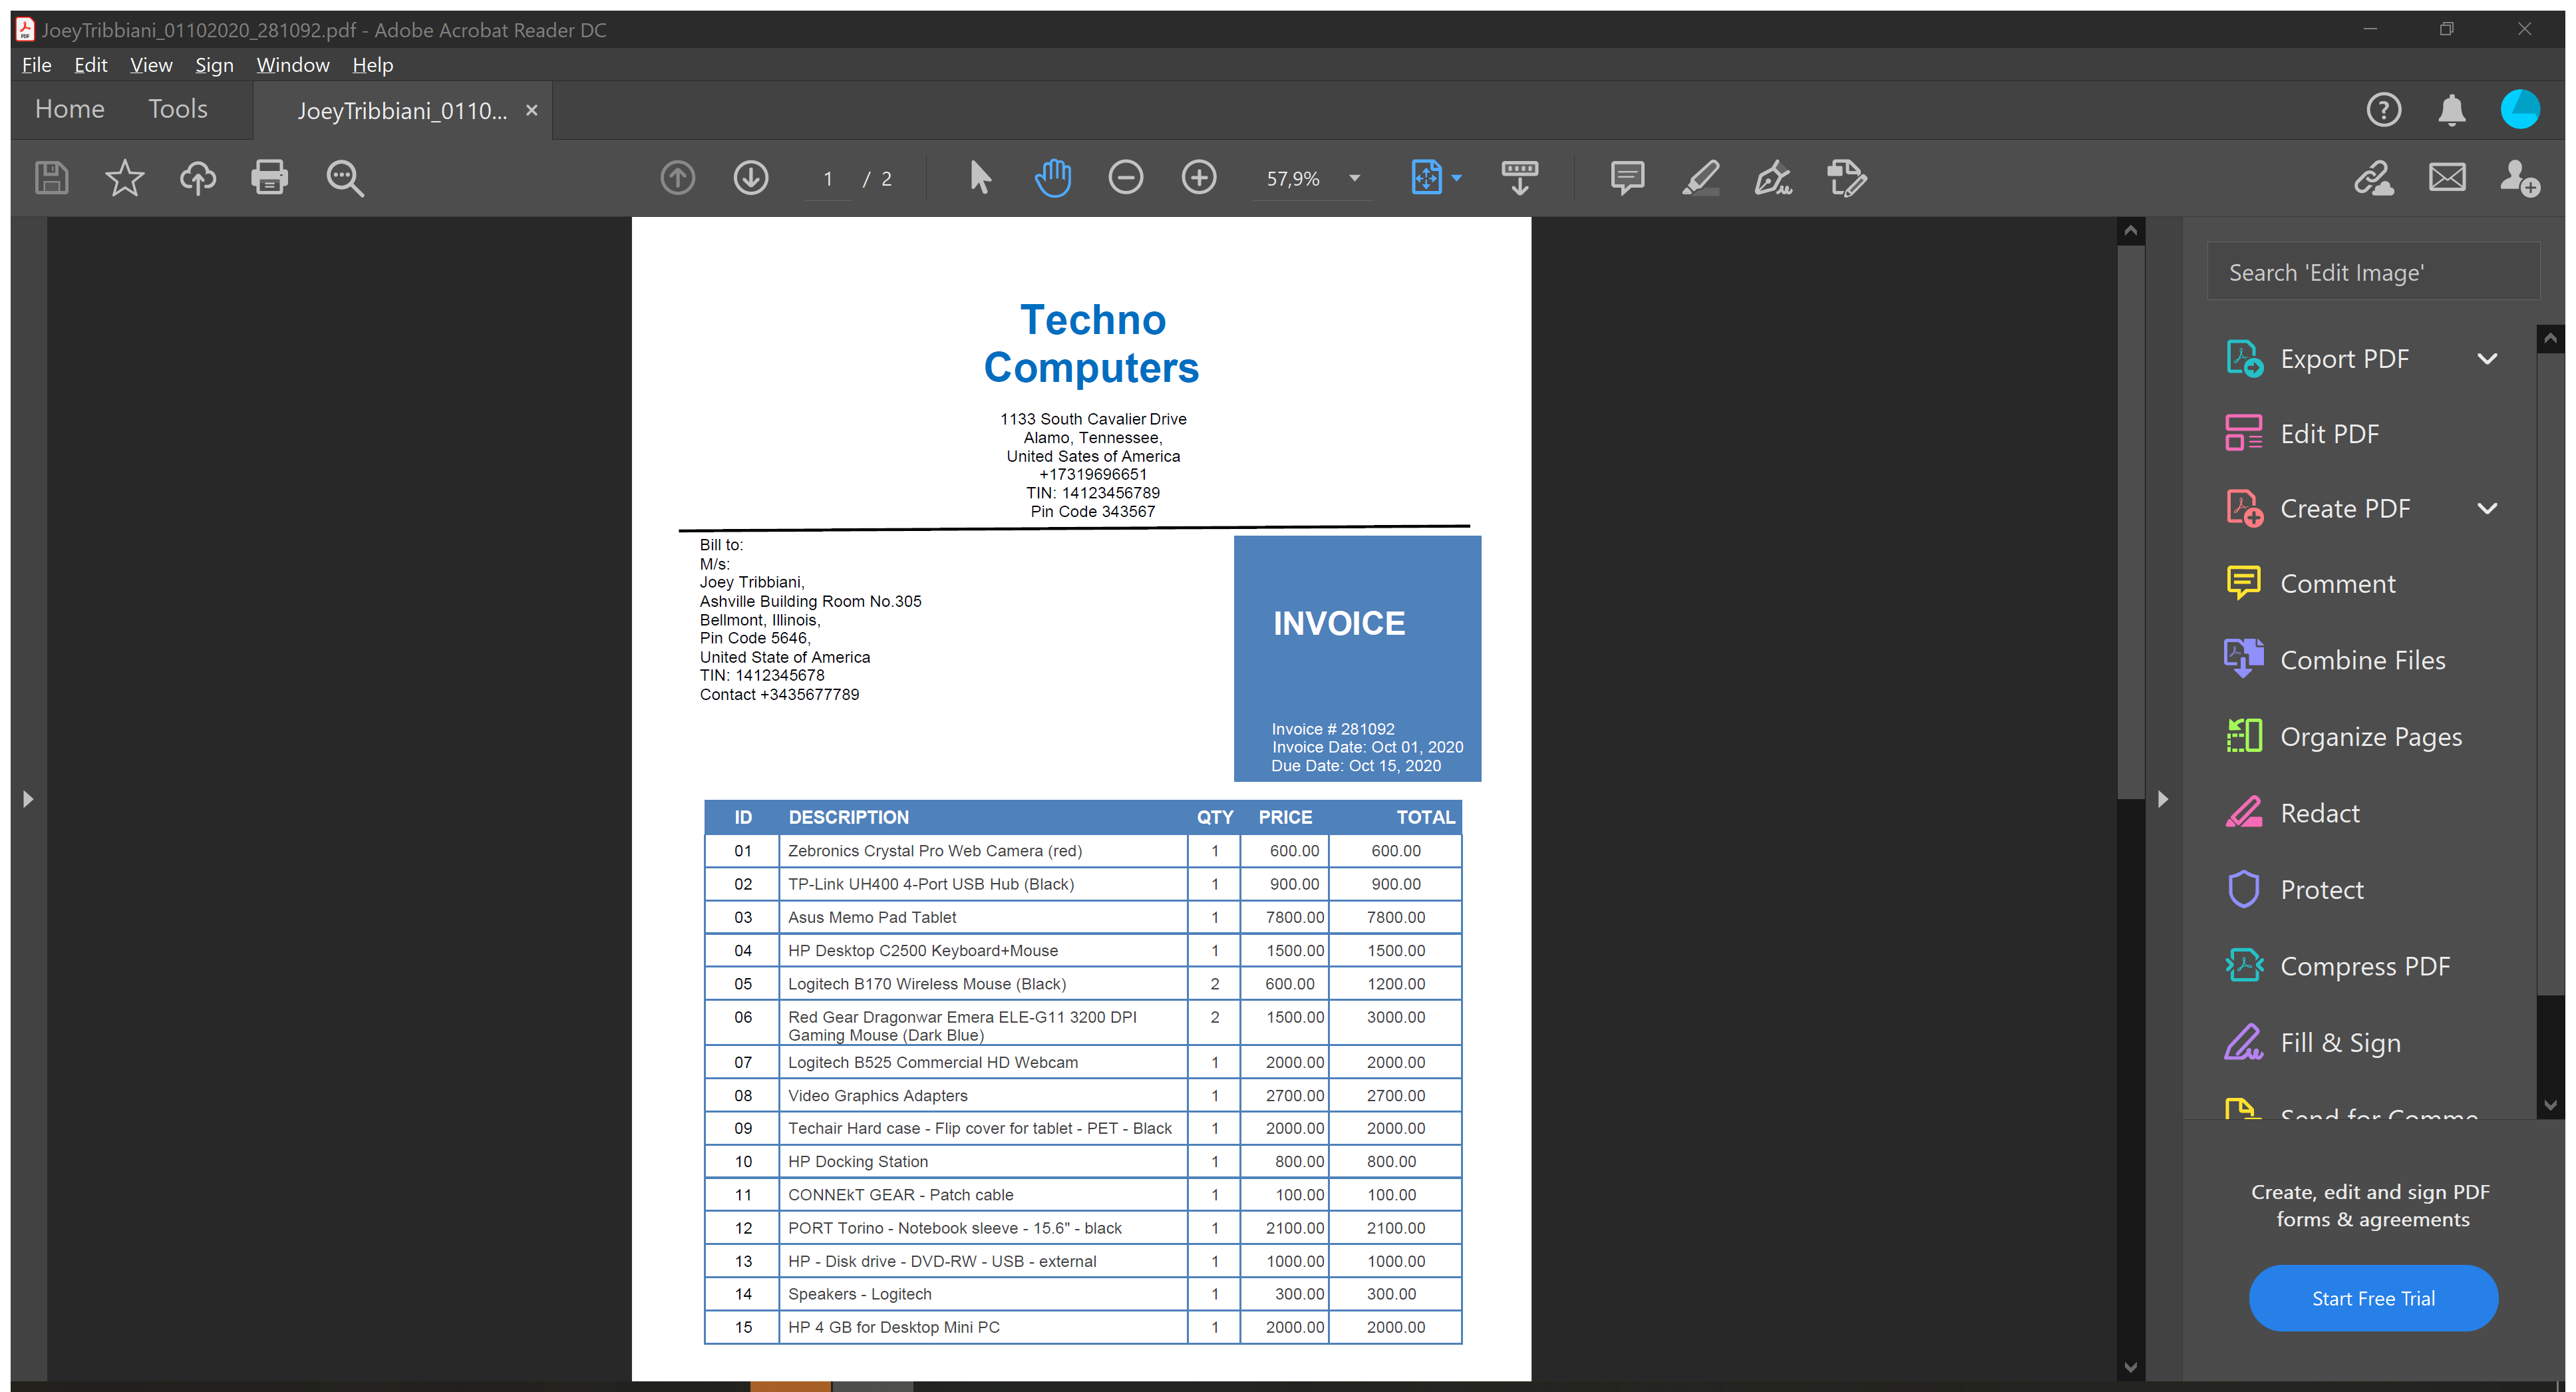 JoeyTribbiani_01102020_281092.pdf - Adobe Acrobat Reader DC
File Edit View Sign Window Help
Home Tools JoeyTribbiani_0110... ×
1 / 2 57,9%
Techno
Computers
1133 South Cavalier Drive
Alamo, Tennessee,
United Sates of America
+17319696651
TIN: 14123456789
Pin Code 343567
Bill to:
M/s:
Joey Tribbiani,
Ashville Building Room No.305
Bellmont, Illinois,
Pin Code 5646,
United State of America
TIN: 1412345678
Contact +3435677789
INVOICE
Invoice # 281092
Invoice Date: Oct 01, 2020
Due Date: Oct 15, 2020
ID DESCRIPTION QTY PRICE TOTAL
01 Zebronics Crystal Pro Web Camera (red) 1 600.00 600.00
02 TP-Link UH400 4-Port USB Hub (Black) 1 900.00 900.00
03 Asus Memo Pad Tablet 1 7800.00 7800.00
04 HP Desktop C2500 Keyboard+Mouse 1 1500.00 1500.00
05 Logitech B170 Wireless Mouse (Black) 2 600.00 1200.00
06 Red Gear Dragonwar Emera ELE-G11 3200 DPI 2 1500.00 3000.00
Gaming Mouse (Dark Blue)
07 Logitech B525 Commercial HD Webcam 1 2000.00 2000.00
08 Video Graphics Adapters 1 2700.00 2700.00
09 Techair Hard case - Flip cover for tablet - PET - Black 1 2000.00 2000.00
10 HP Docking Station 1 800.00 800.00
11 CONNEkT GEAR - Patch cable 1 100.00 100.00
12 PORT Torino - Notebook sleeve - 15.6" - black 1 2100.00 2100.00
13 HP - Disk drive - DVD-RW - USB - external 1 1000.00 1000.00
14 Speakers - Logitech 1 300.00 300.00
15 HP 4 GB for Desktop Mini PC 1 2000.00 2000.00
Search 'Edit Image'
Export PDF
Edit PDF
Create PDF
Comment
Combine Files
Organize Pages
Redact
Protect
Compress PDF
Fill & Sign
Send for Comme
Create, edit and sign PDF
forms & agreements
Start Free Trial